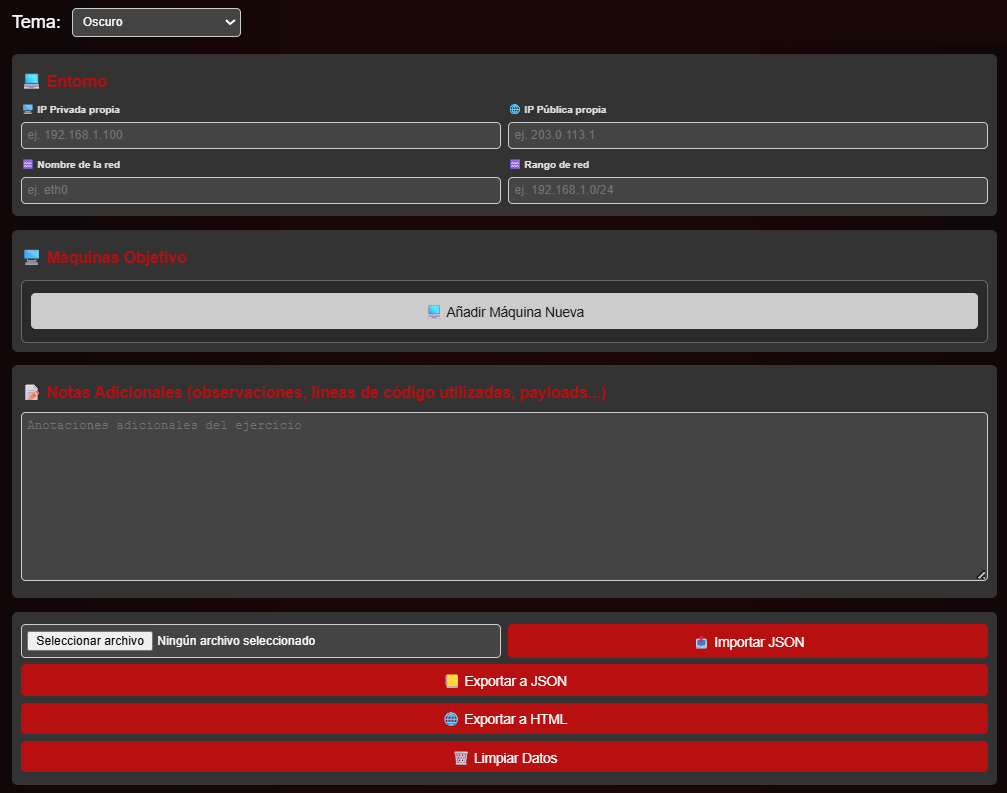 Tema: Oscuro
Entorno
IP Privada propia
IP Pública propia
ej. 192.168.1.100
ej. 203.0.113.1
Nombre de la red
Rango de red
ej. eth0
ej. 192.168.1.0/24
Máquinas Objetivo
Añadir Máquina Nueva
Notas Adicionales (observaciones, líneas de código utilizadas, payloads...)
Anotaciones adicionales del ejercicio
Seleccionar archivo Ningún archivo seleccionado
Importar JSON
Exportar a JSON
Exportar a HTML
Limpiar Datos